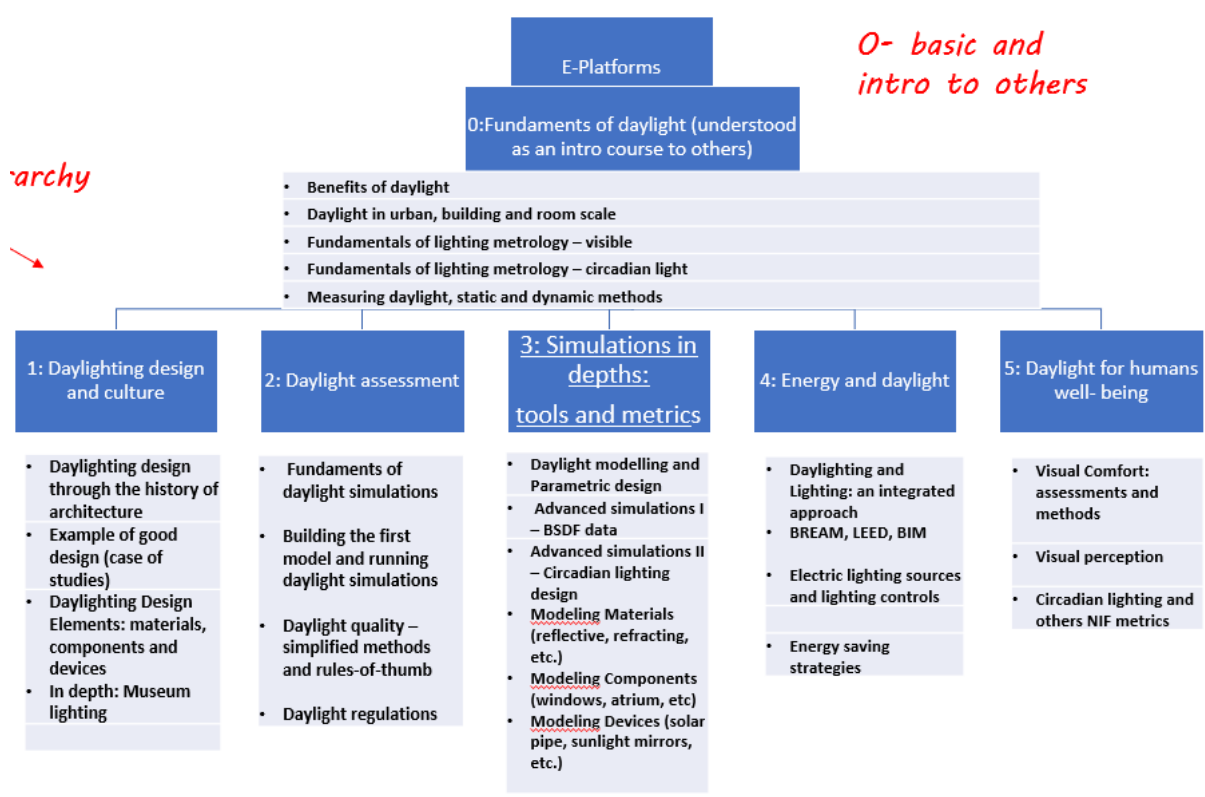 E-Platforms
O- basic and
intro to others
0:Fundaments of daylight (understood
as an intro course to others)
rarchy
• Benefits of daylight
• Daylight in urban, building and room scale
• Fundamentals of lighting metrology – visible
• Fundamentals of lighting metrology – circadian light
• Measuring daylight, static and dynamic methods
1: Daylighting design
and culture
• Daylighting design
through the history of
architecture
• Example of good
design (case of
studies)
• Daylighting Design
Elements: materials,
components and
devices
• In depth: Museum
lighting
2: Daylight assessment
• Fundaments of
daylight simulations
• Building the first
model and running
daylight simulations
• Daylight quality –
simplified methods
and rules-of-thumb
• Daylight regulations
3: Simulations in
depths:
tools and metrics
• Daylight modelling and
Parametric design
• Advanced simulations I
– BSDF data
• Advanced simulations II
– Circadian lighting
design
• Modeling Materials
(reflective, refracting,
etc.)
• Modeling Components
(windows, atrium, etc)
• Modeling Devices (solar
pipe, sunlight mirrors,
etc.)
4: Energy and daylight
• Daylighting and
Lighting: an integrated
approach
• BREAM, LEED, BIM
• Electric lighting sources
and lighting controls
• Energy saving
strategies
5: Daylight for humans
well- being
• Visual Comfort:
assessments and
methods
• Visual perception
• Circadian lighting and
others NIF metrics